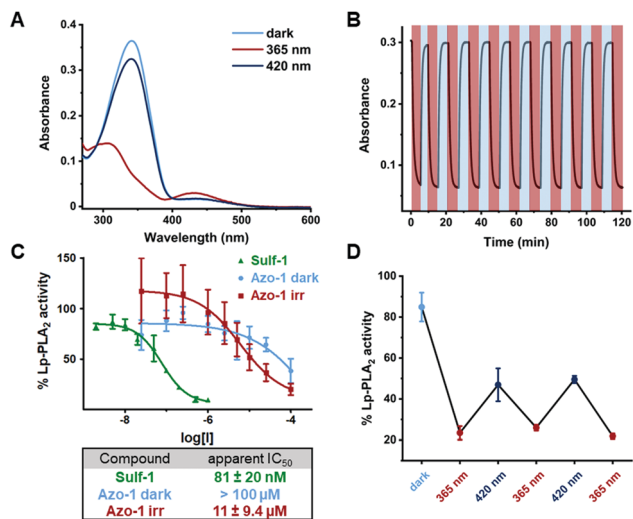 A
dark
365 nm
420 nm
0.4
0.3
0.2
0.1
0
Absorbance
300
400
500
600
Wavelength (nm)
B
0.3
0.2
0.1
Absorbance
0 20 40 60 80 100 120
Time (min)
C
Sulf-1
Azo-1 dark
Azo-1 irr
150
100
50
% Lp-PLA₂ activity
-8 -6 -4 -2
log[I]
Compound apparent IC₅₀
Sulf-1 81 ± 20 nM
Azo-1 dark > 100 µM
Azo-1 irr 11 ± 9.4 µM
D
100
80
60
40
20
% Lp-PLA₂ activity
dark
365 nm
420 nm
365 nm
420 nm
365 nm